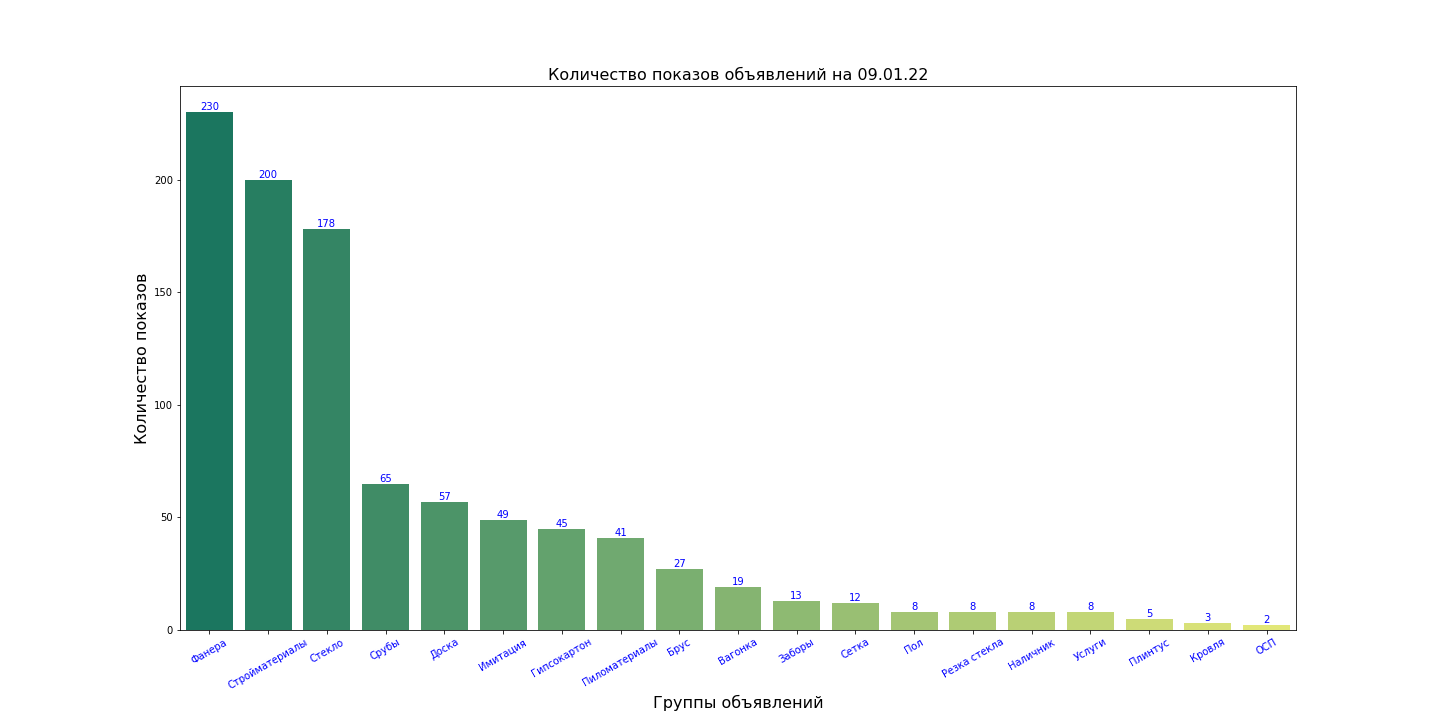 Количество показов объявлений на 09.01.22
Количество показов
200
150
100
50
0
230
200
178
65
57
49
45
41
27
19
13
12
8
8
8
8
5
3
2
Фанера
Стройматериалы
Стекло
Срубы
Доска
Имитация
Гипсокартон
Пиломатериалы
Брус
Вагонка
Заборы
Сетка
Пол
Резка стекла
Наличник
Услуги
Плинтус
Кровля
ОСП
Группы объявлений